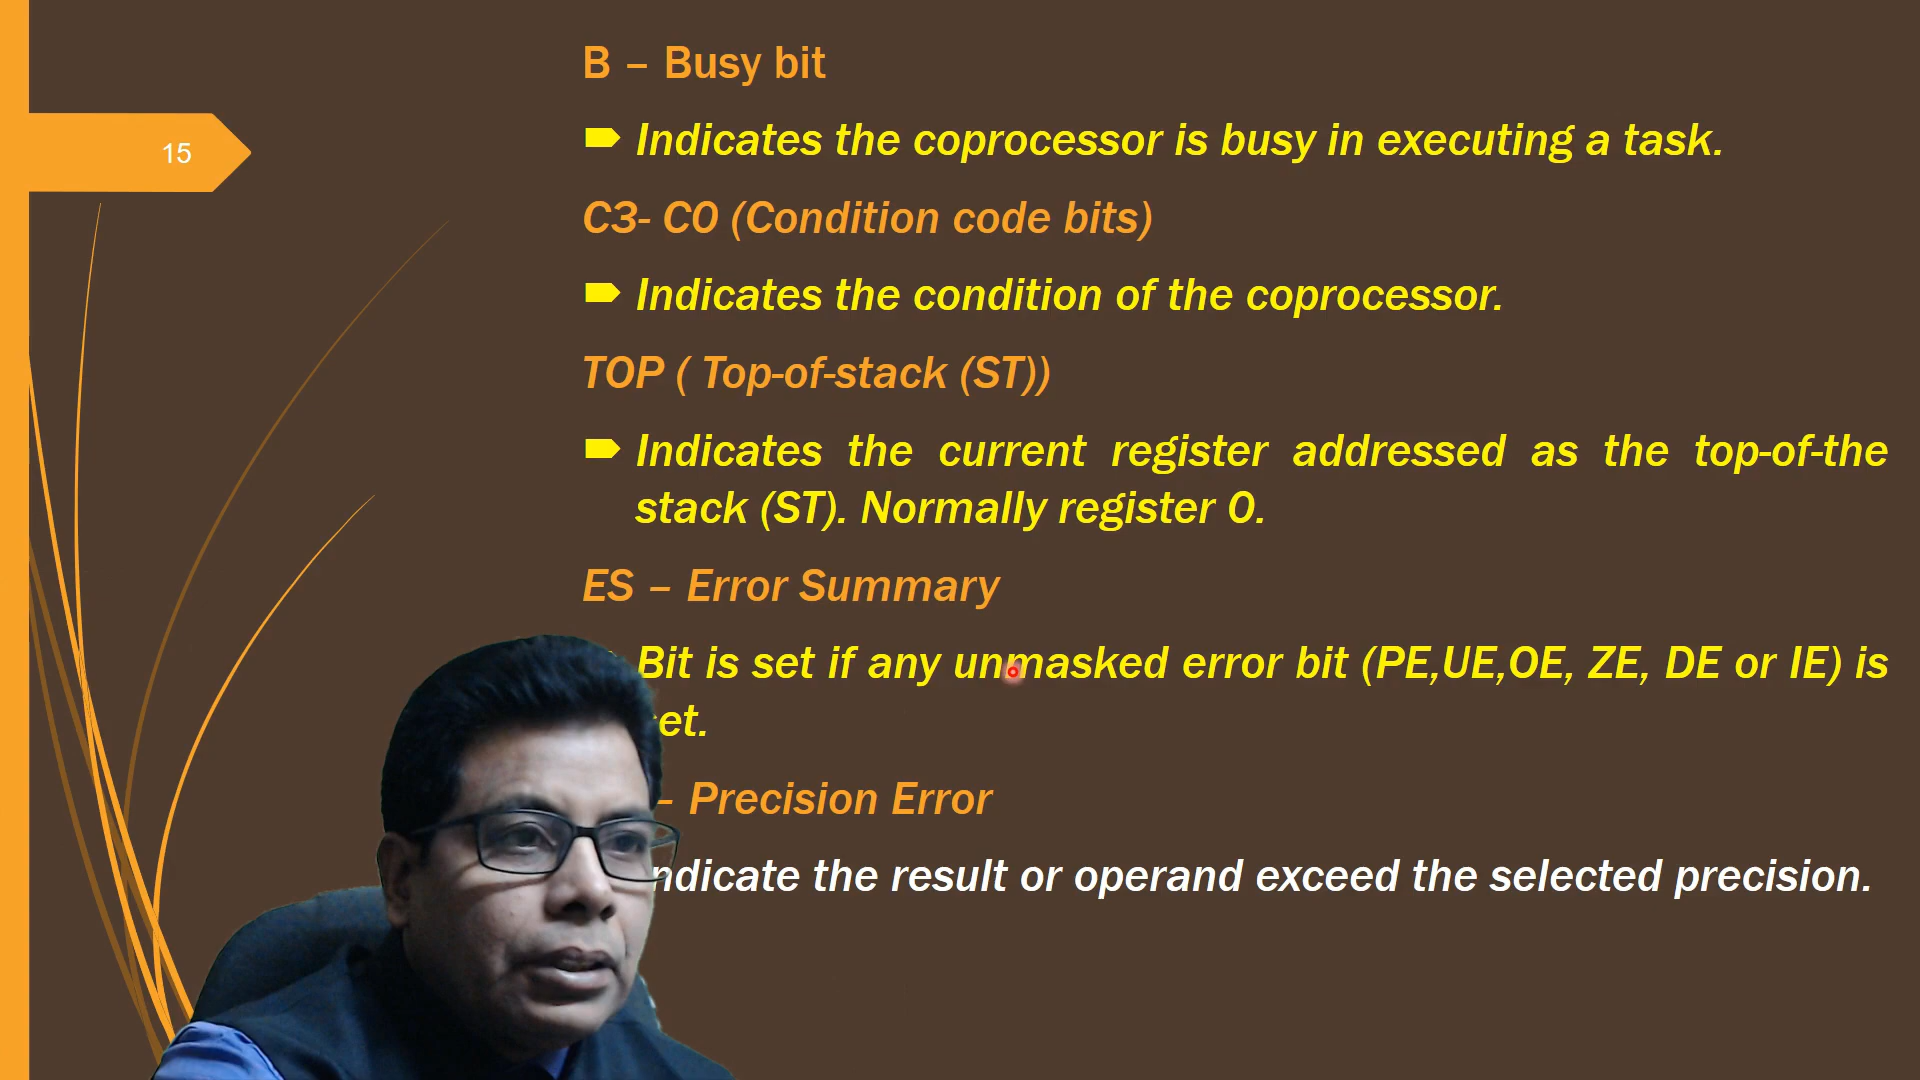 15
B – Busy bit
Indicates the coprocessor is busy in executing a task.
C3- C0 (Condition code bits)
Indicates the condition of the coprocessor.
TOP ( Top-of-stack (ST))
Indicates the current register addressed as the top-of-the
stack (ST). Normally register 0.
ES – Error Summary
Bit is set if any unmasked error bit (PE,UE,OE, ZE, DE or IE) is
– Precision Error
the result or operand exceed the selected precision.